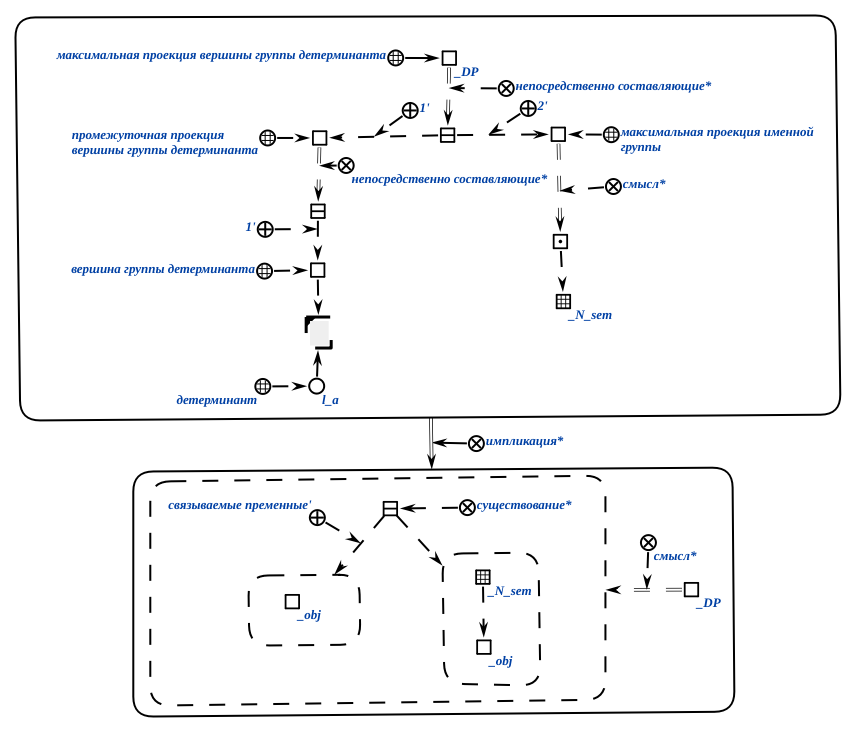 максимальная проекция вершины группы детерминанта
_DP
непосредственно составляющие*
1'
2'
промежуточная проекция
вершины группы детерминанта
максимальная проекция именной
группы
непосредственно составляющие*
смысл*
1'
вершина группы детерминанта
_N_sem
детерминант
l_a
импликация*
связываемые пременные'
существование*
смысл*
_N_sem
_DP
_obj
_obj